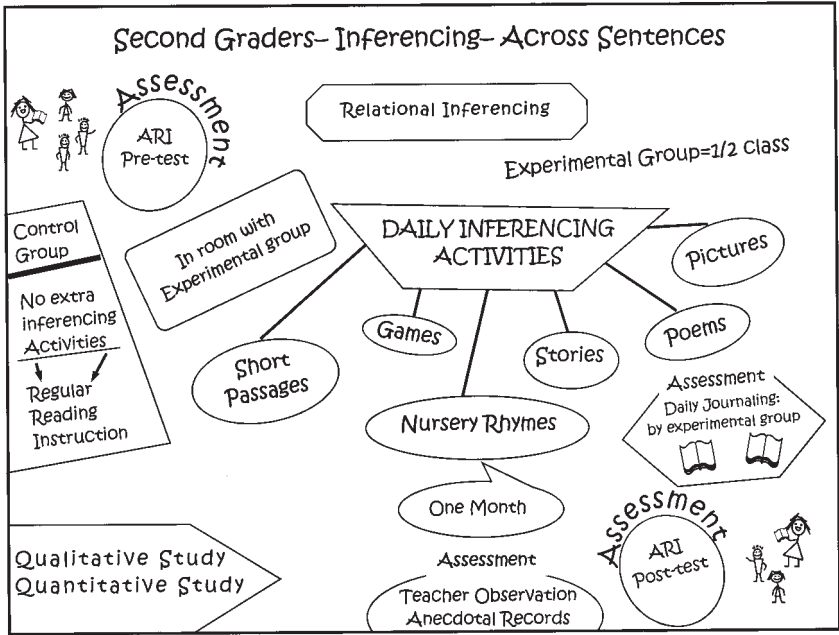 Second Graders– Inferencing– Across Sentences
Assessment
ARI
Pre-test
Relational Inferencing
Experimental Group=1/2 Class
Control
Group
No extra
inferencing
Activities
Regular
Reading
Instruction
In room with
Experimental group
DAILY INFERENCING
ACTIVITIES
Short
Passages
Games
Nursery Rhymes
Stories
Poems
Pictures
One Month
Assessment
Daily Journaling:
by experimental group
Assessment
Teacher Observation
Anecdotal Records
Assessment
ARI
Post-test
Qualitative Study
Quantitative Study